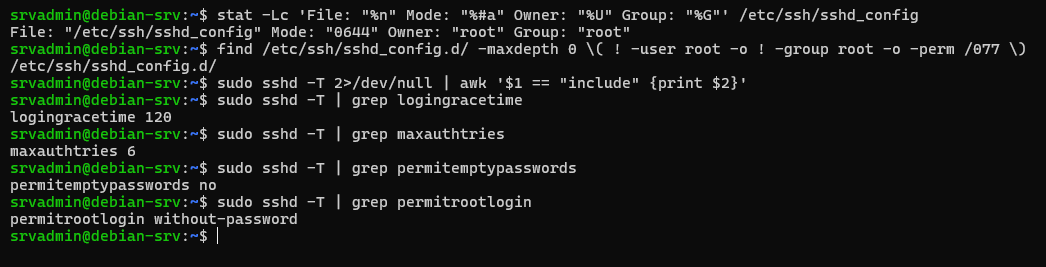 srvadmin@debian-srv:~$ stat -Lc 'File: "%n" Mode: "%#a" Owner: "%U" Group: "%G"' /etc/ssh/sshd_config
File: "/etc/ssh/sshd_config" Mode: "0644" Owner: "root" Group: "root"
srvadmin@debian-srv:~$ find /etc/ssh/sshd_config.d/ -maxdepth 0 \( ! -user root -o ! -group root -o -perm /077 \)
/etc/ssh/sshd_config.d/
srvadmin@debian-srv:~$ sudo sshd -T 2>/dev/null | awk '$1 == "include" {print $2}'
srvadmin@debian-srv:~$ sudo sshd -T | grep logingracetime
logingracetime 120
srvadmin@debian-srv:~$ sudo sshd -T | grep maxauthtries
maxauthtries 6
srvadmin@debian-srv:~$ sudo sshd -T | grep permitemptypasswords
permitemptypasswords no
srvadmin@debian-srv:~$ sudo sshd -T | grep permitrootlogin
permitrootlogin without-password
srvadmin@debian-srv:~$